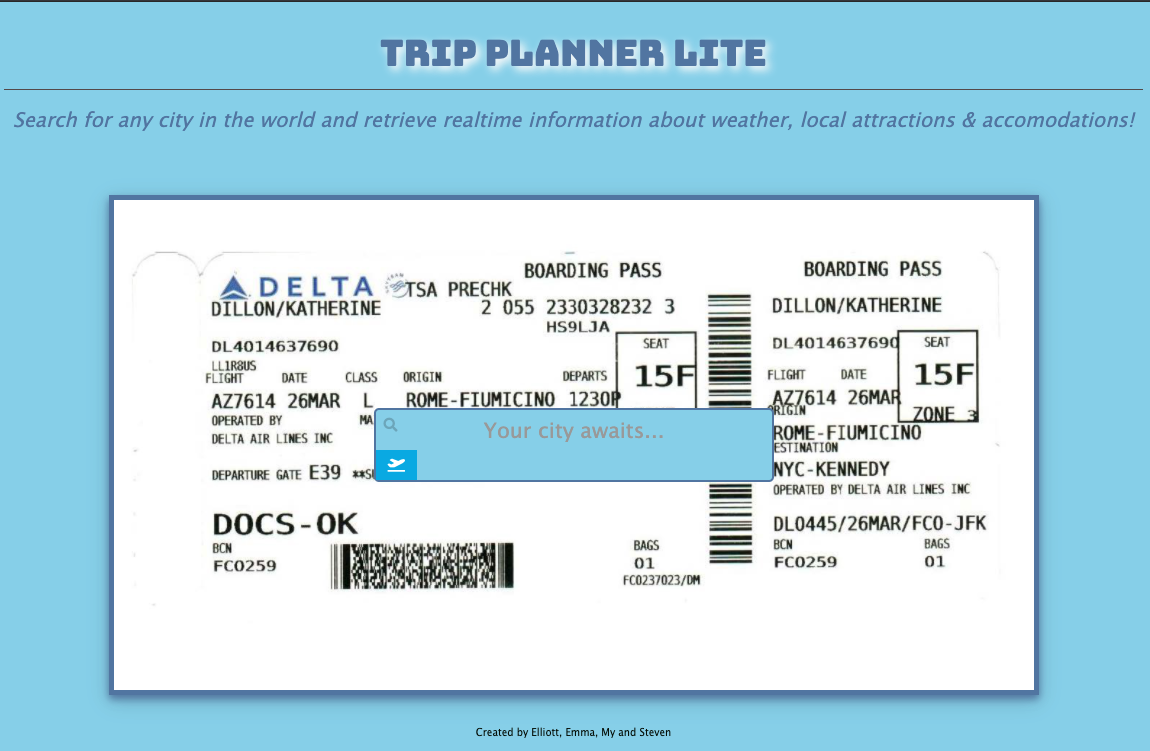 TRIP PLANNER LITE
Search for any city in the world and retrieve realtime information about weather, local attractions & accomodations!
DELTA
TSA PRECHK
BOARDING PASS
DILLON/KATHERINE
2 055 2330328232 3
HS9LJA
DL4014637690
LL1R8US
SEAT
15F
FLIGHT DATE CLASS ORIGIN DEPARTS
AZ7614 26MAR L ROME-FIUMICINO 1230P
OPERATED BY
DELTA AIR LINES INC
DEPARTURE GATE E39
DOCS-OK
BCN
FC0259
BAGS
01
FC0237023/DM
Your city awaits...
BOARDING PASS
DILLON/KATHERINE
DL4014637690
SEAT
15F
FLIGHT DATE
AZ7614 26MAR
ZONE 3
ORIGIN
ROME-FIUMICINO
ESTINATION
NYC-KENNEDY
OPERATED BY DELTA AIR LINES INC
DL0445/26MAR/FCO-JFK
BCN
FC0259
BAGS
01
Created by Elliott, Emma, My and Steven